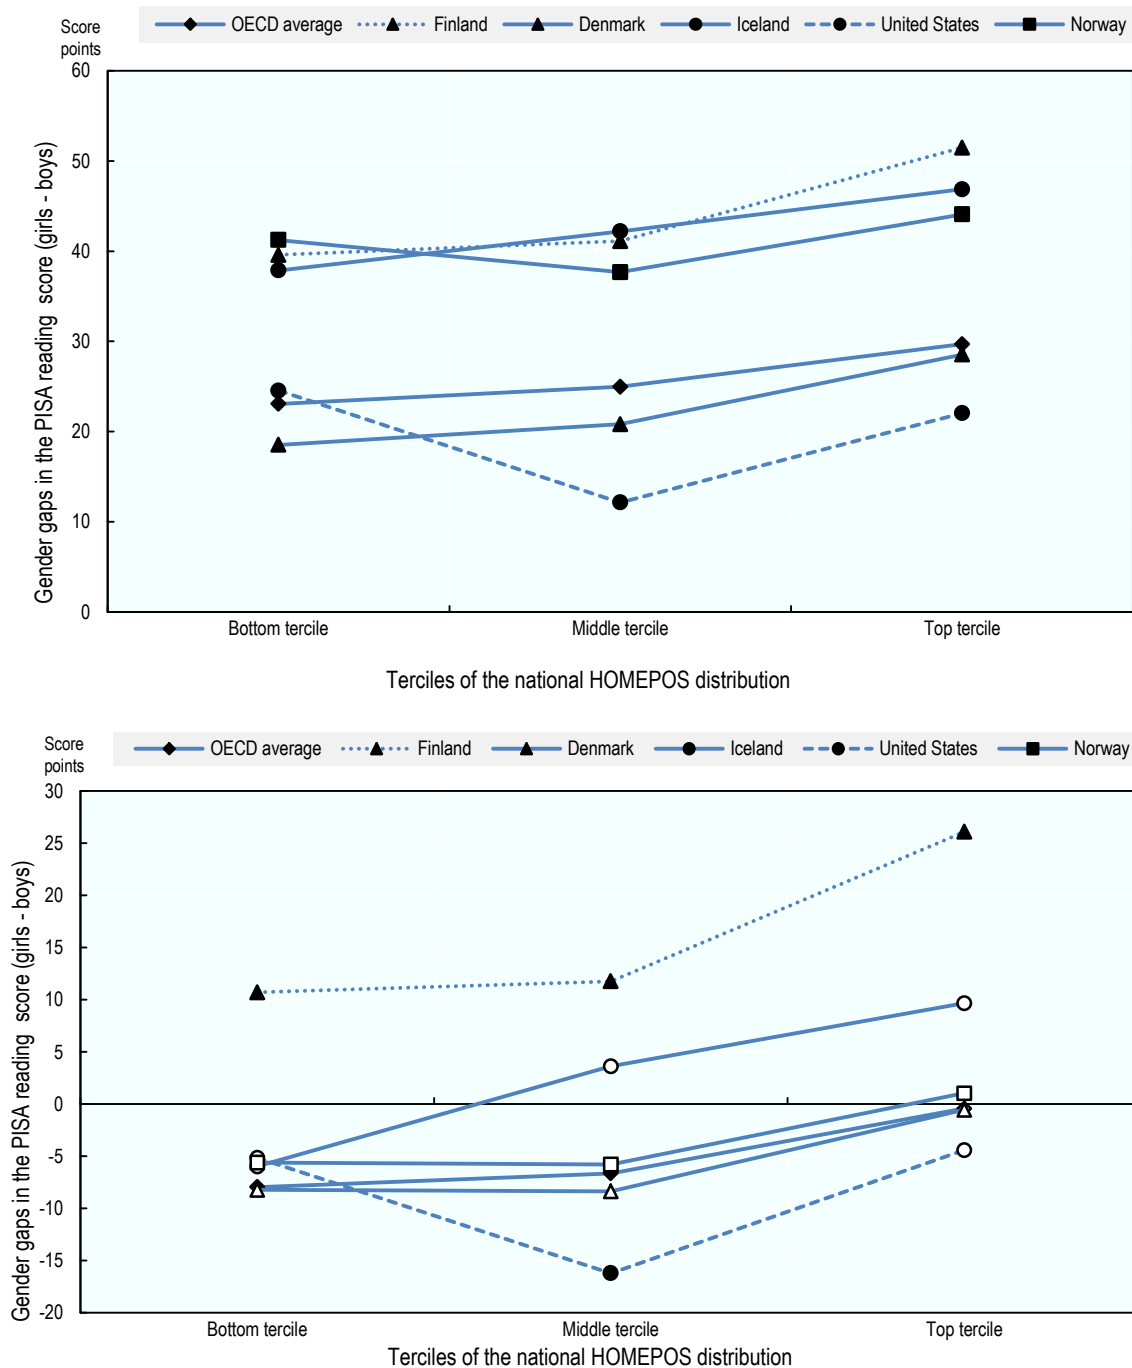 Score
points
OECD average Finland Denmark Iceland United States Norway
60
50
40
30
20
10
0
Gender gaps in the PISA reading score (girls - boys)
Bottom tercile Middle tercile Top tercile
Terciles of the national HOMEPOS distribution
Score
points
OECD average Finland Denmark Iceland United States Norway
30
25
20
15
10
5
0
-5
-10
-15
-20
Gender gaps in the PISA reading score (girls - boys)
Bottom tercile Middle tercile Top tercile
Terciles of the national HOMEPOS distribution